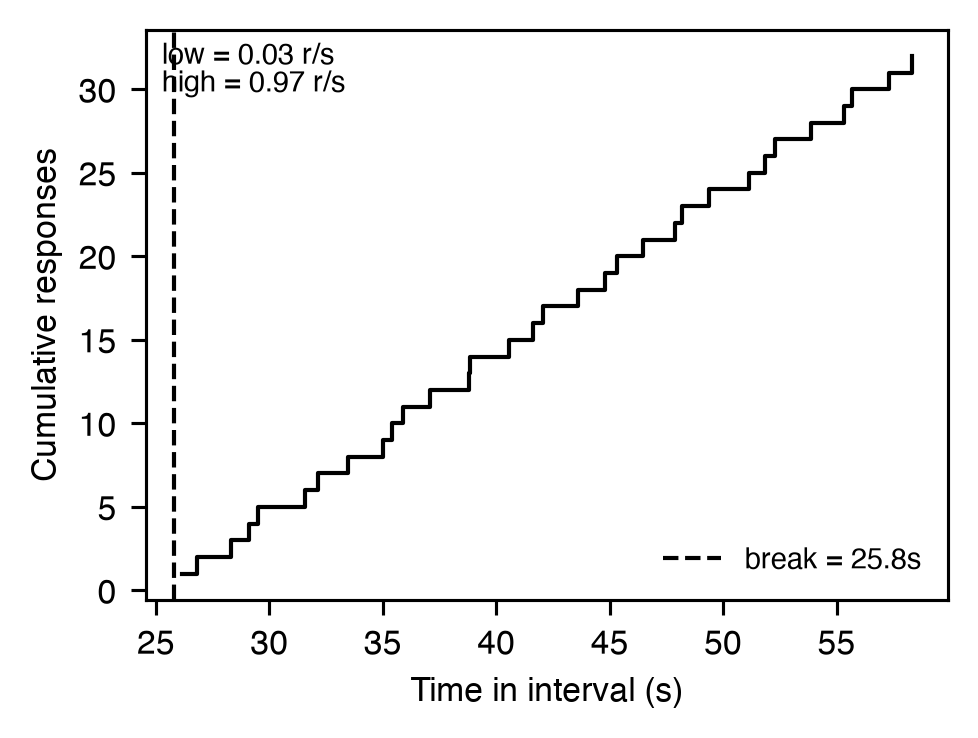 low = 0.03 r/s
high = 0.97 r/s
30
25
20
15
10
5
0
Cumulative responses
break = 25.8s
25 30 35 40 45 50 55
Time in interval (s)